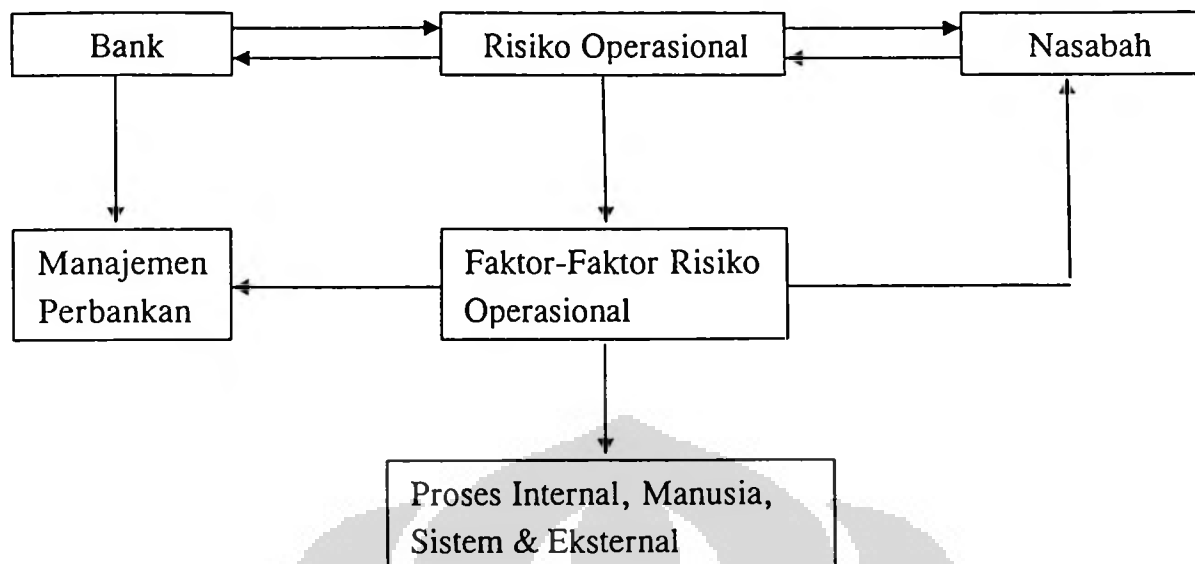 Bank
Risiko Operasional
Nasabah
Manajemen
Perbankan
Faktor-Faktor Risiko
Operasional
Proses Internal, Manusia,
Sistem & Eksternal